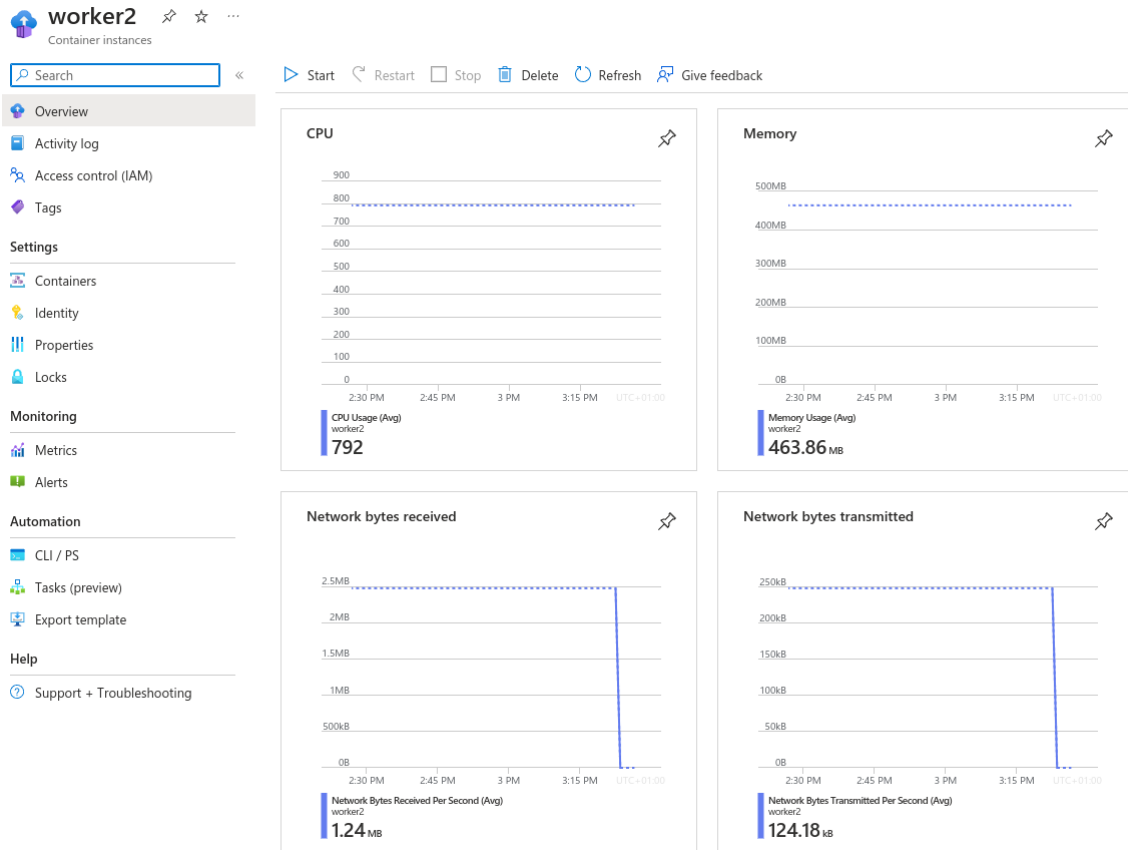 worker2
Container instances
Search
Overview
Activity log
Access control (IAM)
Tags
Settings
Containers
Identity
Properties
Locks
Monitoring
Metrics
Alerts
Automation
CLI / PS
Tasks (preview)
Export template
Help
Support + Troubleshooting
Start Restart Stop Delete Refresh Give feedback
CPU
900
800
700
600
500
400
300
200
100
0
2:30 PM 2:45 PM 3 PM 3:15 PM UTC+01:00
CPU Usage (Avg)
worker2
792
Memory
500MB
400MB
300MB
200MB
100MB
0B
2:30 PM 2:45 PM 3 PM 3:15 PM UTC+01:00
Memory Usage (Avg)
worker2
463.86 MB
Network bytes received
2.5MB
2MB
1.5MB
1MB
500kB
0B
2:30 PM 2:45 PM 3 PM 3:15 PM UTC+01:00
Network Bytes Received Per Second (Avg)
worker2
1.24 MB
Network bytes transmitted
250kB
200kB
150kB
100kB
50kB
0B
2:30 PM 2:45 PM 3 PM 3:15 PM UTC+01:00
Network Bytes Transmitted Per Second (Avg)
worker2
124.18 kB